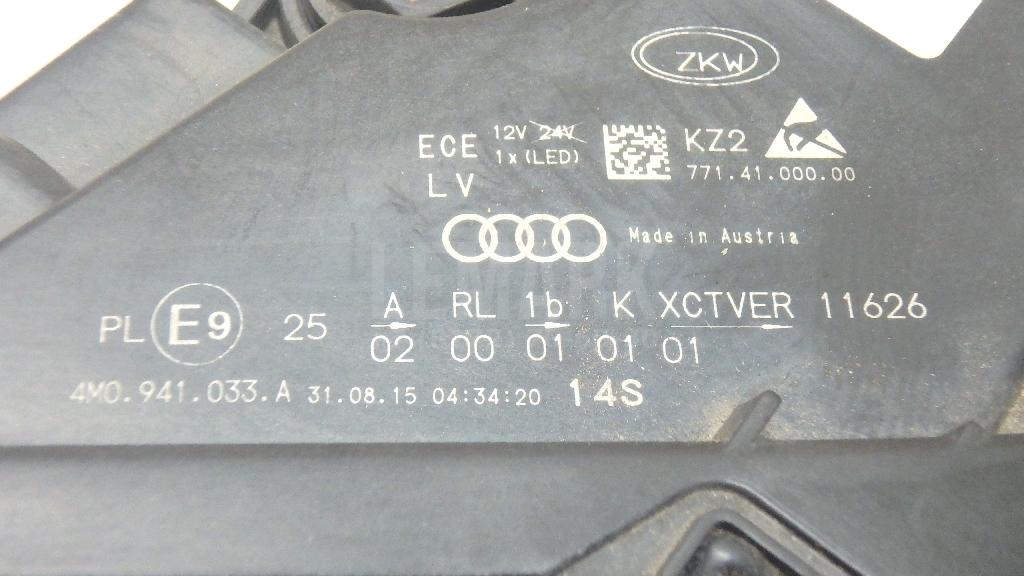 ZKW
ECE 12V 24V
1x(LED)
LV
KZ2
771.41.000.00
Made in Austria
LEMARK
A RL 1b K XCTVER 11626
PL E9 25
02 00 01 01 01
4M0.941.033.A 31.08.15 04:34:20 14S